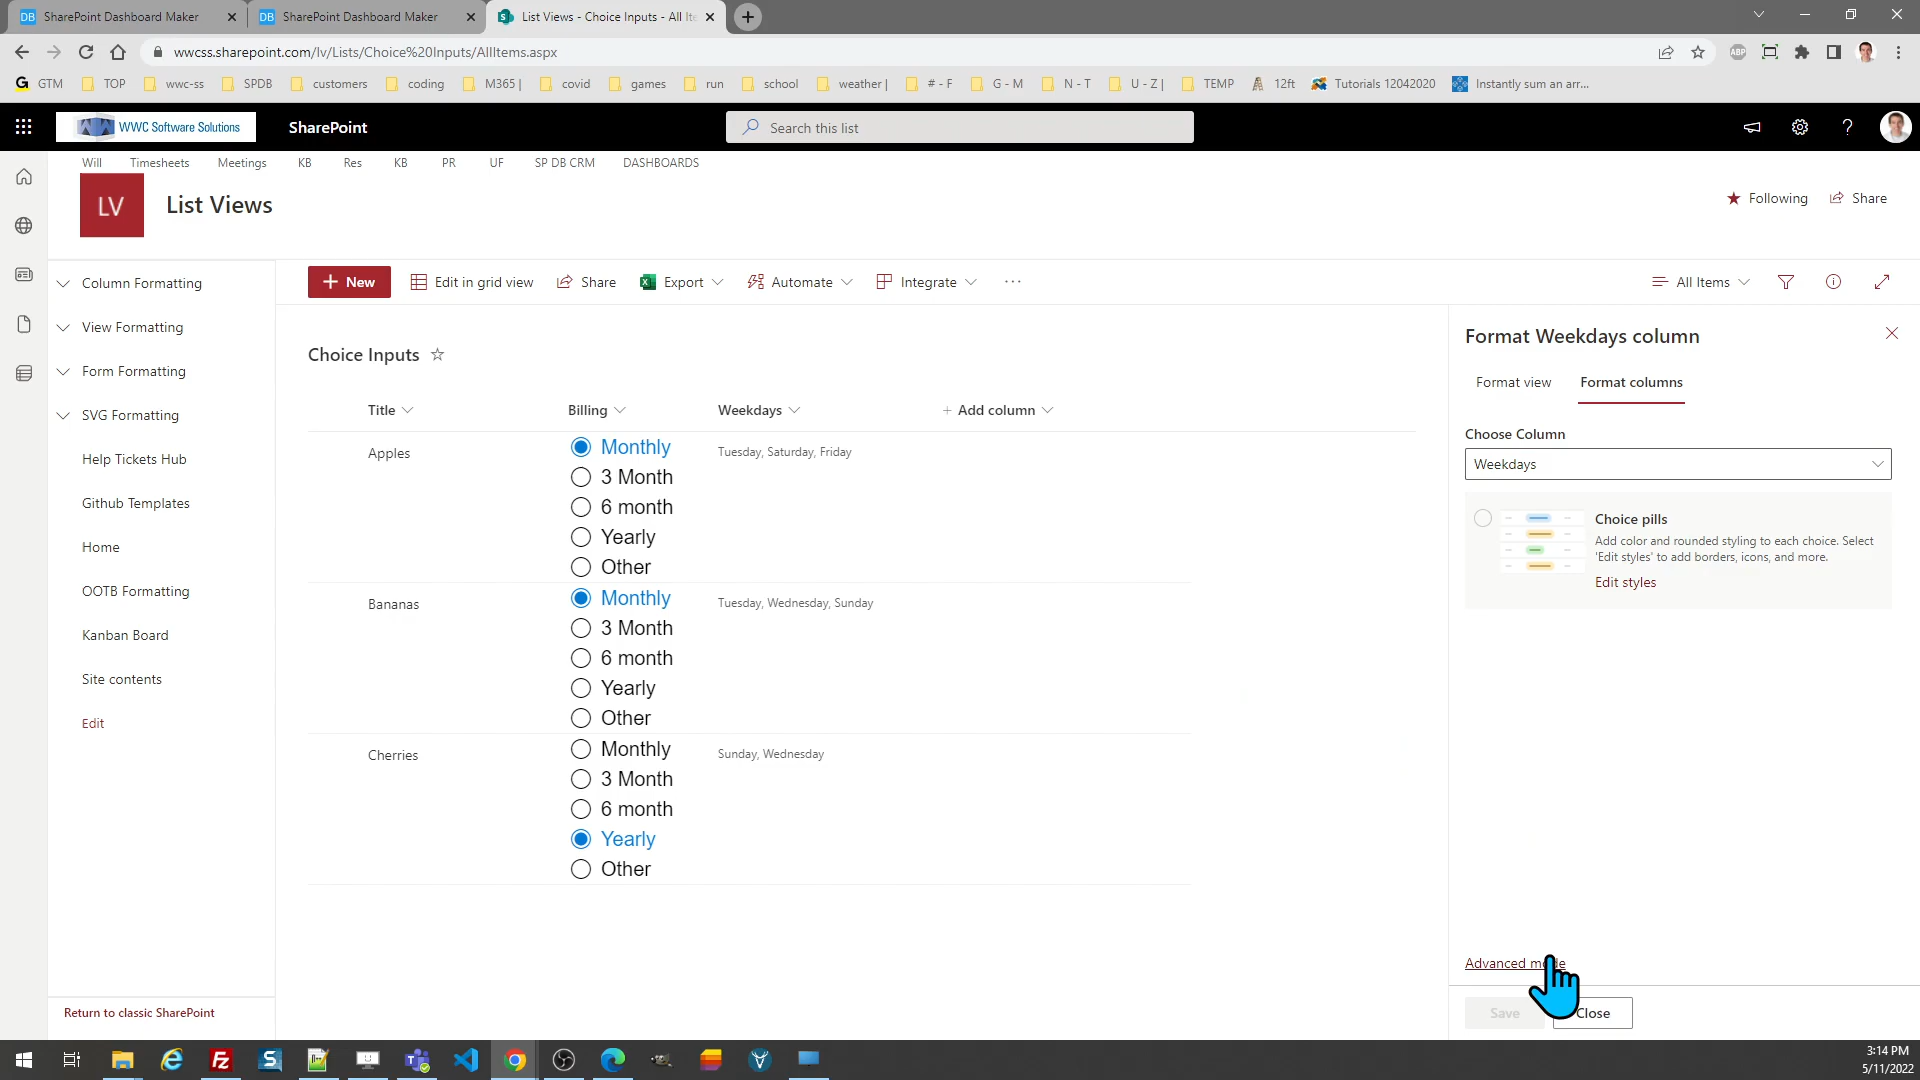 DB SharePoint Dashboard Maker
DB SharePoint Dashboard Maker
List Views - Choice Inputs - All Ite
wwcss.sharepoint.com/lv/Lists/Choice%20Inputs/AllItems.aspx
ABP
G GTM
TOP
wwc-ss
SPDB
customers
coding
M365 |
covid
games
run
school
weather |
# - F
G - M
N - T
U - Z |
TEMP
12ft
Tutorials 12042020
Instantly sum an arr...
WWC Software Solutions
SharePoint
Search this list
?
Will
Timesheets
Meetings
KB
Res
KB
PR
UF
SP DB CRM
DASHBOARDS
LV
List Views
Following
Share
Column Formatting
View Formatting
Form Formatting
SVG Formatting
Help Tickets Hub
Github Templates
Home
OOTB Formatting
Kanban Board
Site contents
Edit
Return to classic SharePoint
+ New
Edit in grid view
Share
Export
Automate
Integrate
...
All Items
Choice Inputs
Title
Billing
Weekdays
+ Add column
Apples
Monthly
3 Month
6 month
Yearly
Other
Tuesday, Saturday, Friday
Bananas
Monthly
3 Month
6 month
Yearly
Other
Tuesday, Wednesday, Sunday
Cherries
Monthly
3 Month
6 month
Yearly
Other
Sunday, Wednesday
Format Weekdays column
Format view
Format columns
Choose Column
Weekdays
Choice pills
Add color and rounded styling to each choice. Select
'Edit styles' to add borders, icons, and more.
Edit styles
Advanced mode
Save
Close
3:14 PM
5/11/2022